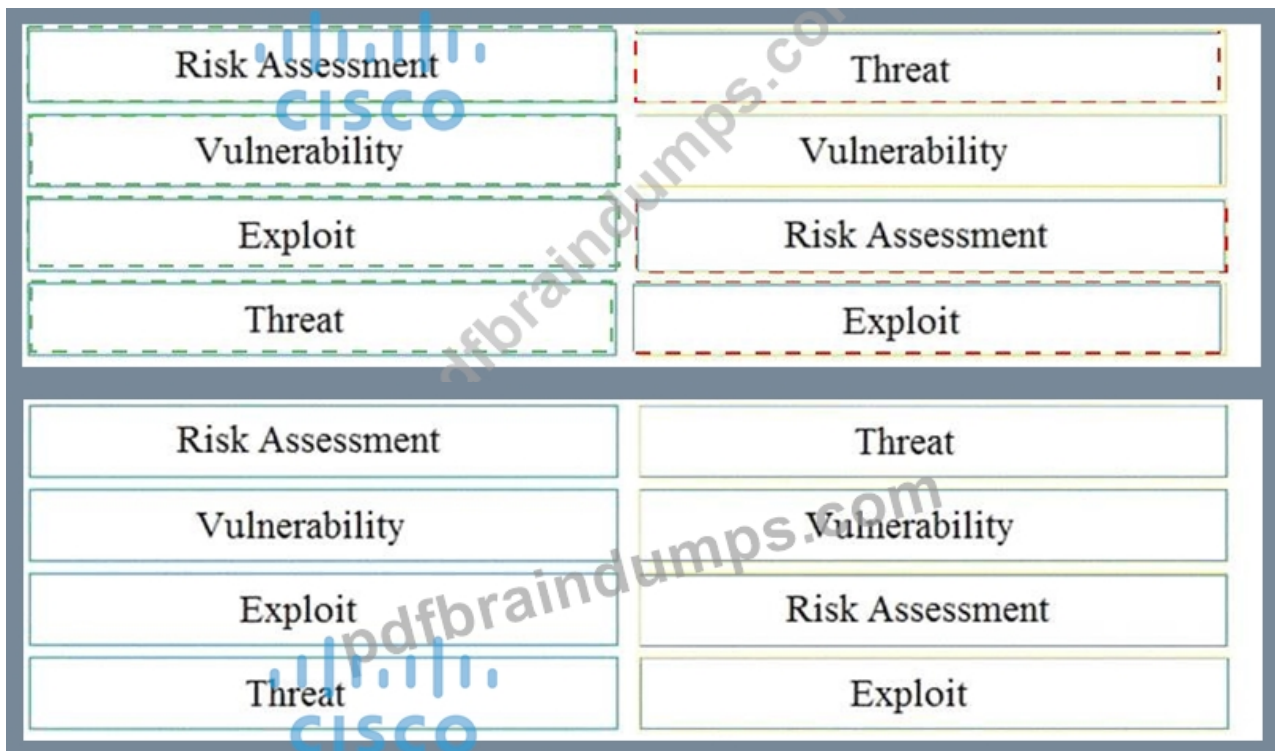 Risk Assessment
Threat
CISCO
Vulnerability
Vulnerability
Exploit
Risk Assessment
Threat
Exploit
pdfbraindumps.com
Risk Assessment
Threat
Vulnerability
Vulnerability
Exploit
Risk Assessment
Threat
Exploit
pdfbraindumps.com
CISCO